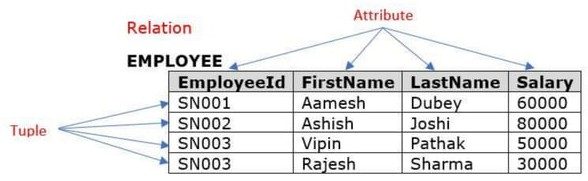 Attribute
Relation
EMPLOYEE
EmployeeId FirstName LastName Salary
SN001 Aamesh Dubey 60000
SN002 Ashish Joshi 80000
Tuple
SN003 Vipin Pathak 50000
SN003 Rajesh Sharma 30000